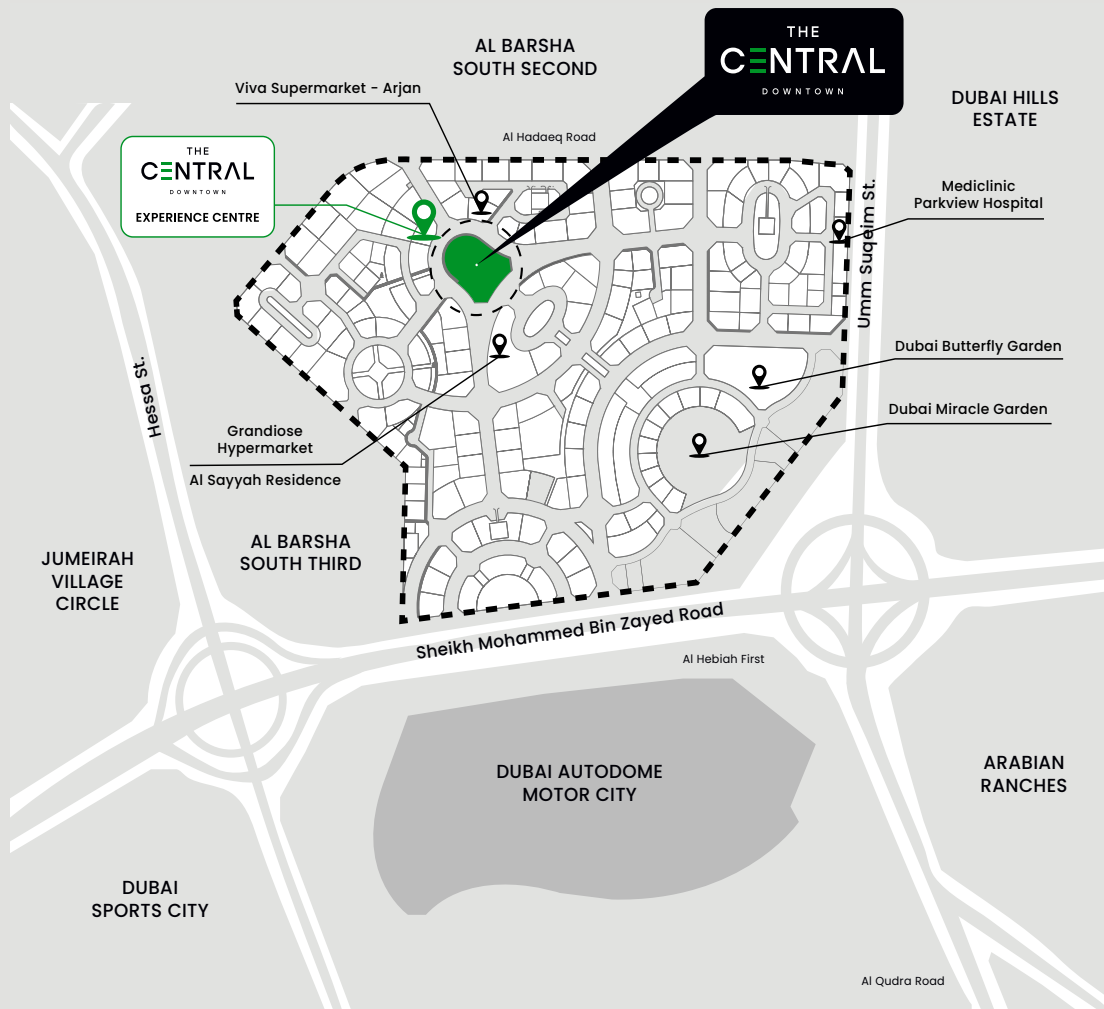 THE
CENTRAL
DOWNTOWN
AL BARSHA
SOUTH SECOND
Viva Supermarket - Arjan
DUBAI HILLS
ESTATE
Al Hadaeq Road
THE
CENTRAL
DOWNTOWN
EXPERIENCE CENTRE
Mediclinic
Parkview Hospital
Umm Suqeim St.
Dubai Butterfly Garden
Hessa St.
Dubai Miracle Garden
Grandiose
Hypermarket
Al Sayyah Residence
AL BARSHA
SOUTH THIRD
JUMEIRAH
VILLAGE
CIRCLE
Sheikh Mohammed Bin Zayed Road
Al Hebiah First
DUBAI AUTODOME
MOTOR CITY
ARABIAN
RANCHES
DUBAI
SPORTS CITY
Al Qudra Road